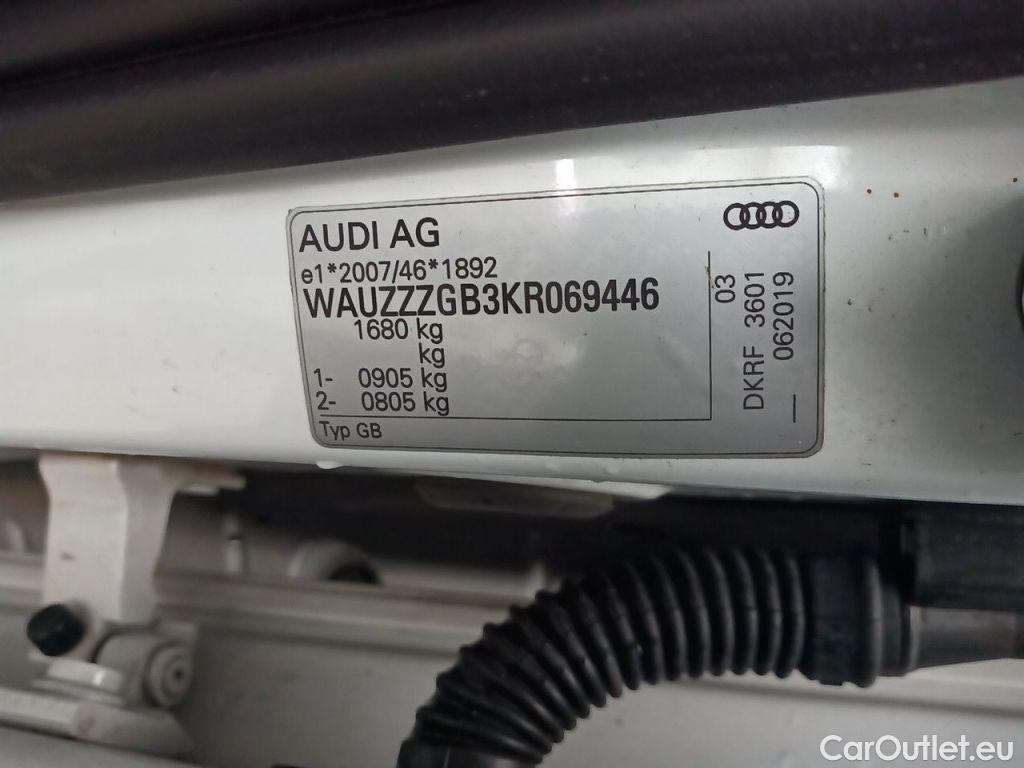 AUDI AG
e1*2007/46*1892
WAUZZZGB3KR069446
1680 kg
kg
1- 0905 kg
2- 0805 kg
Typ GB
03
DKRF 3601
— 062019
CarOutlet.eu